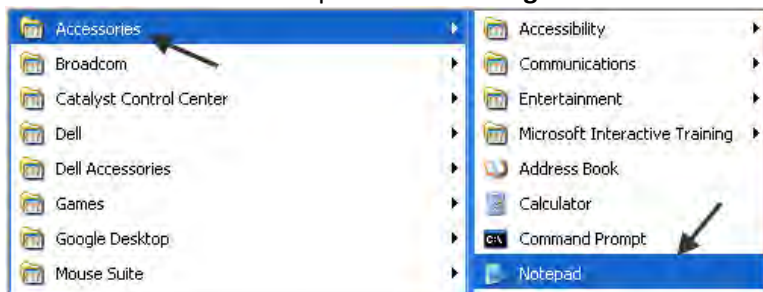 Accessories
Broadcom
Catalyst Control Center
Dell
Dell Accessories
Games
Google Desktop
Mouse Suite
Accessibility
Communications
Entertainment
Microsoft Interactive Training
Address Book
Calculator
Command Prompt
Notepad